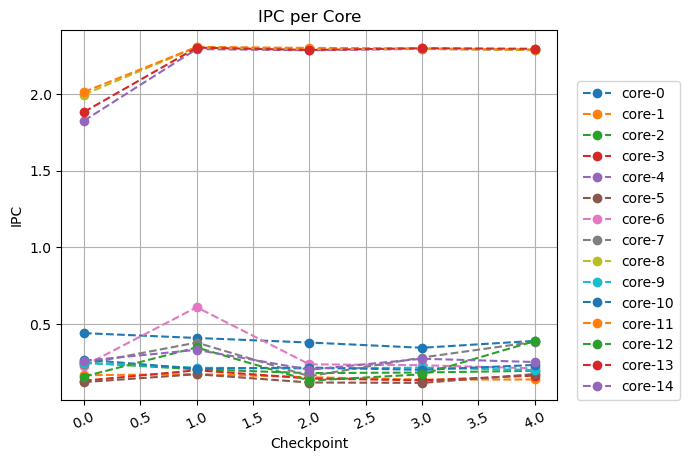 IPC per Core
IPC
2.0
1.5
1.0
0.5
0.0
0.5
1.0
1.5
2.0
2.5
3.0
3.5
4.0
Checkpoint
core-0
core-1
core-2
core-3
core-4
core-5
core-6
core-7
core-8
core-9
core-10
core-11
core-12
core-13
core-14